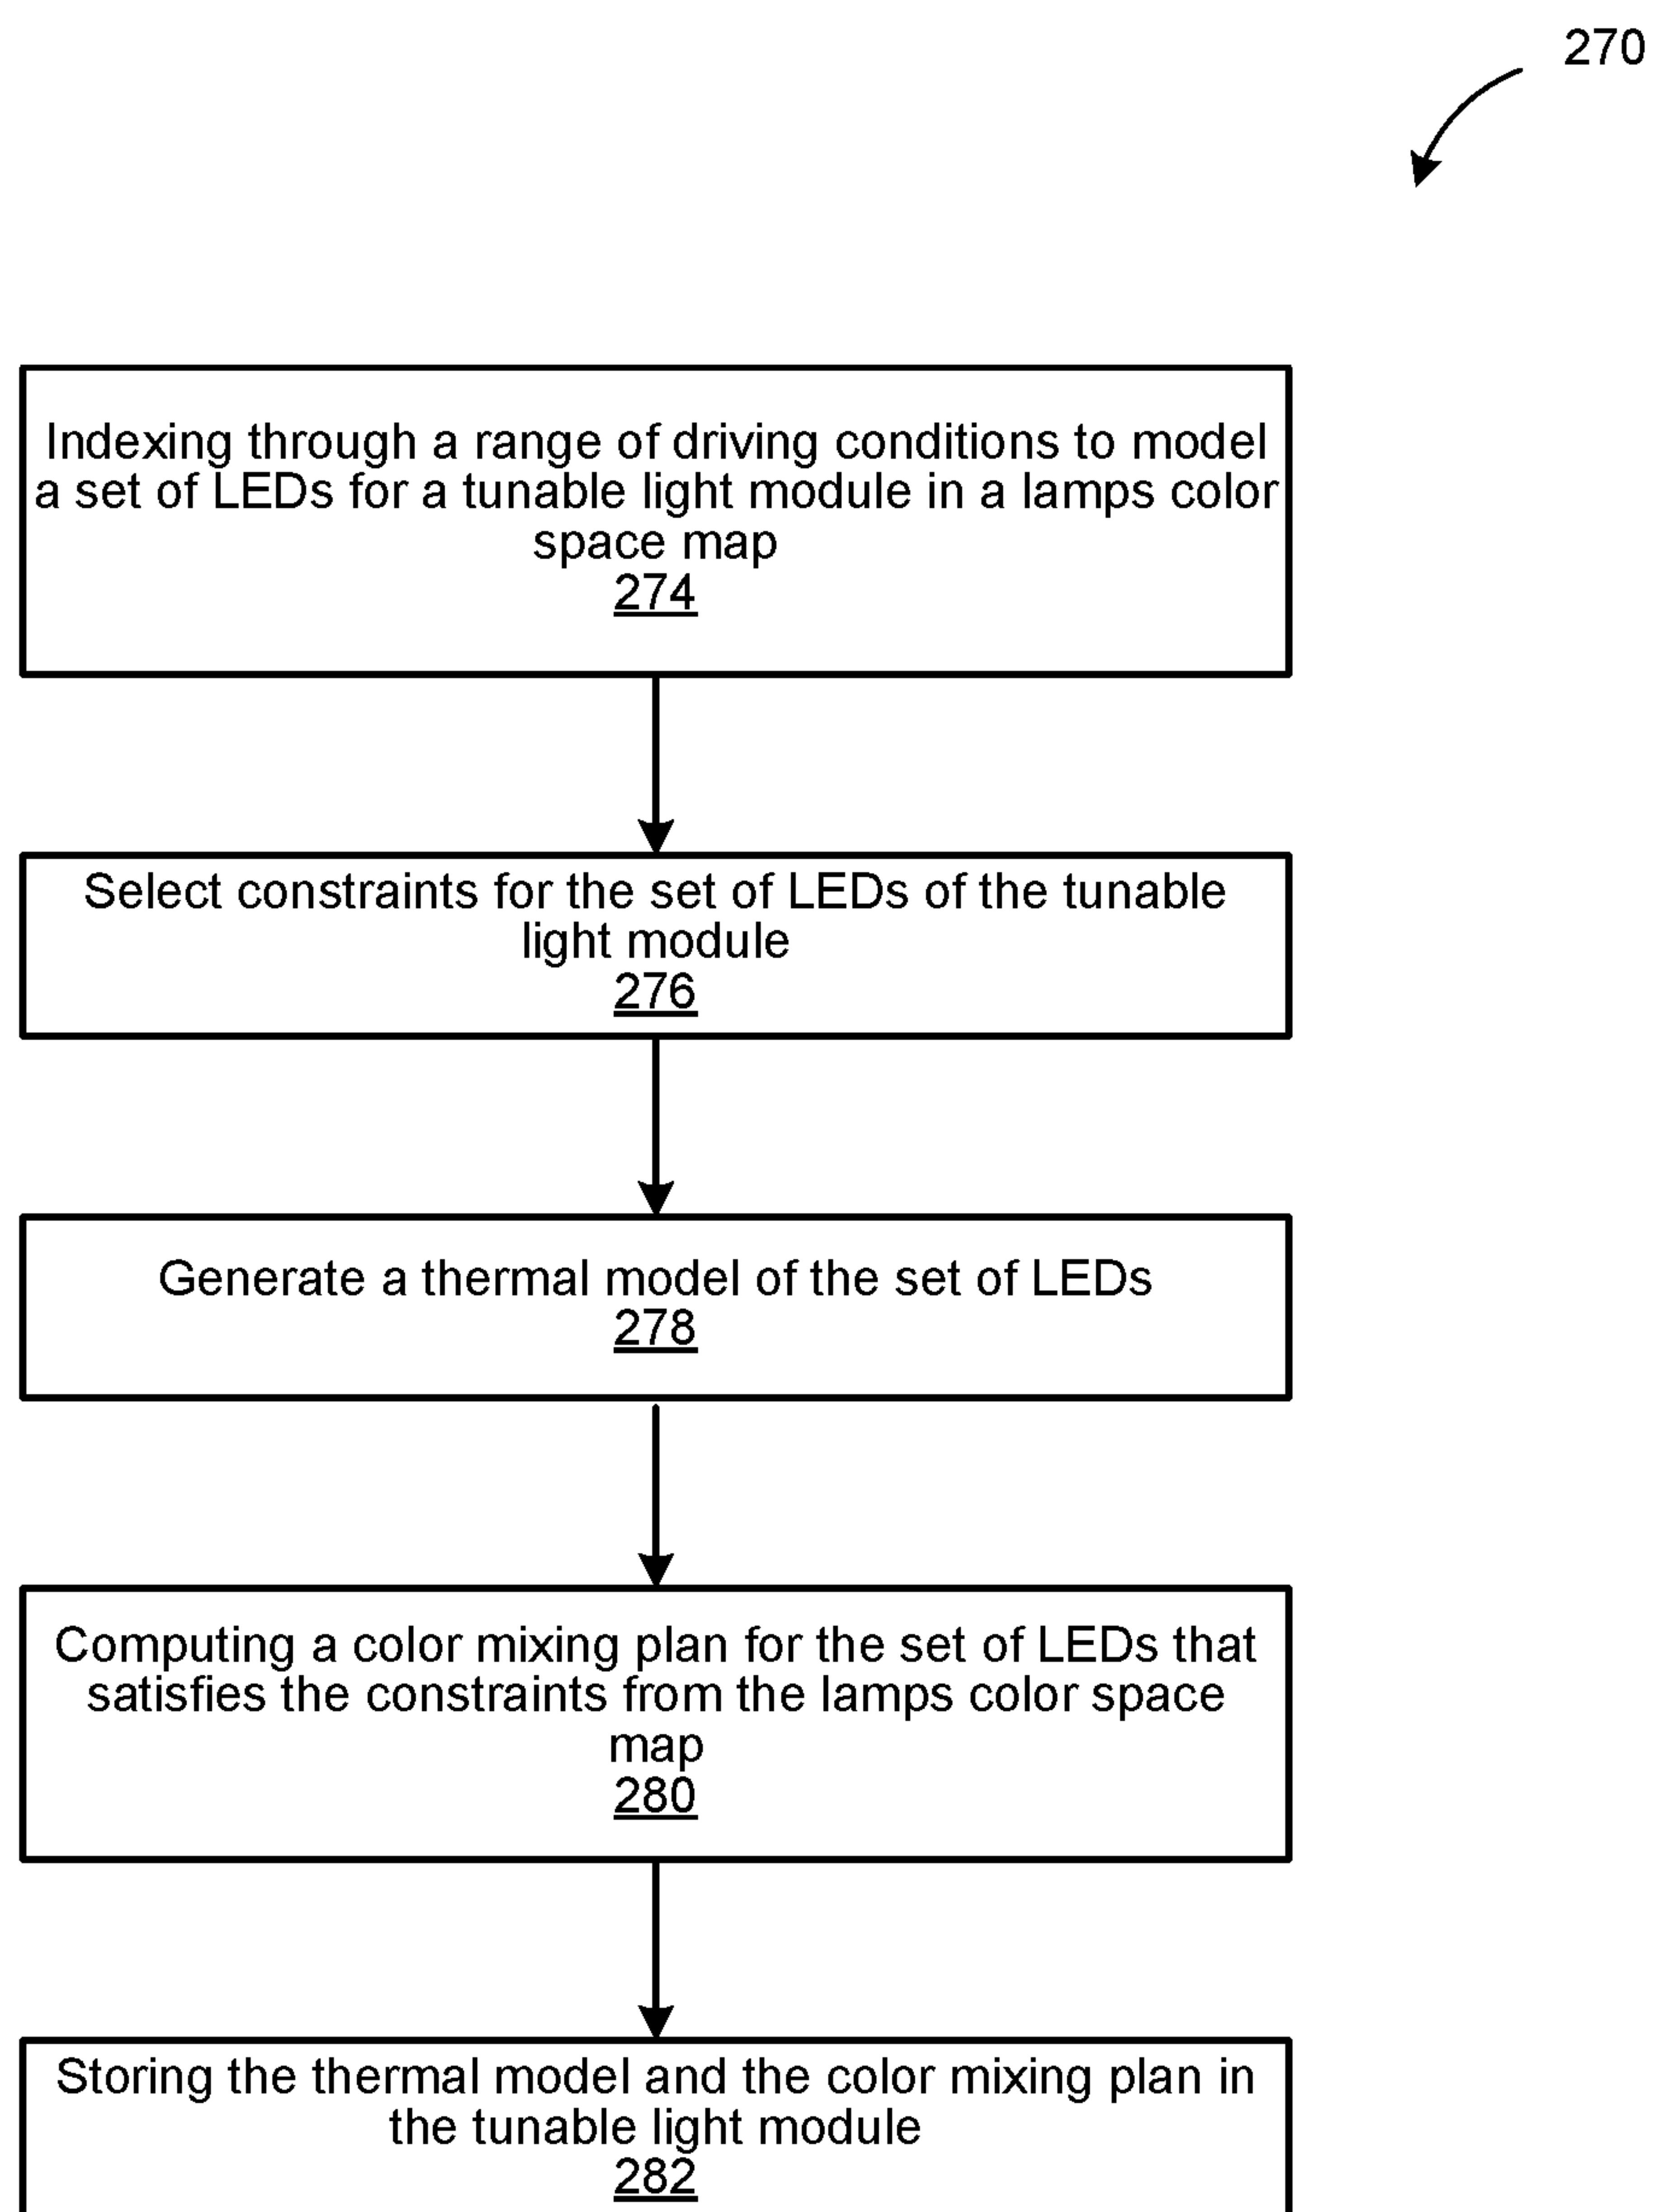 270
Indexing through a range of driving conditions to model
a set of LEDs for a tunable light module in a lamps color
space map
274
Select constraints for the set of LEDs of the tunable
light module
276
Generate a thermal model of the set of LEDs
278
Computing a color mixing plan for the set of LEDs that
satisfies the constraints from the lamps color space
map
280
Storing the thermal model and the color mixing plan in
the tunable light module
282